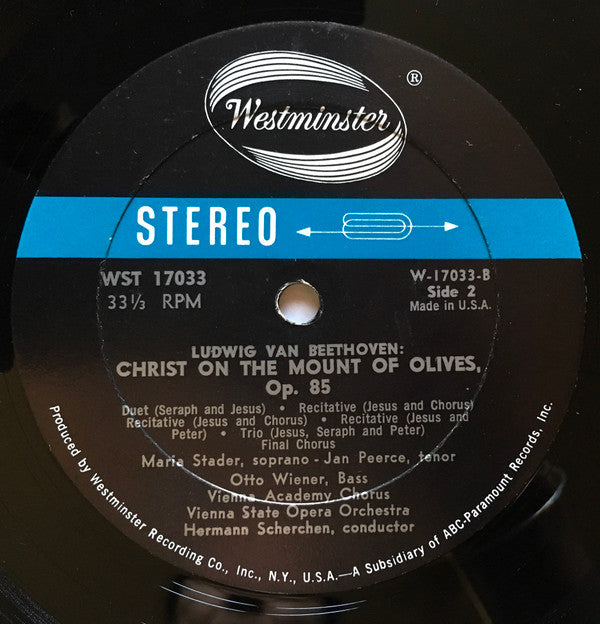 Westminster ®
STEREO
WST 17033
33⅓ RPM
W-17033-B
Side 2
Made in U.S.A.
LUDWIG VAN BEETHOVEN:
CHRIST ON THE MOUNT OF OLIVES,
Op. 85
Duet (Seraph and Jesus) • Recitative (Jesus and Chorus)
Recitative (Jesus and Chorus) • Recitative (Jesus and
Peter) • Trio (Jesus, Seraph and Peter)
Final Chorus
Maria Stader, soprano - Jan Peerce, tenor
Otto Wiener, Bass
Vienna Academy Chorus
Vienna State Opera Orchestra
Hermann Scherchen, conductor
Produced by Westminster Recording Co., Inc., N.Y., U.S.A.—A Subsidiary of ABC-Paramount Records, Inc.